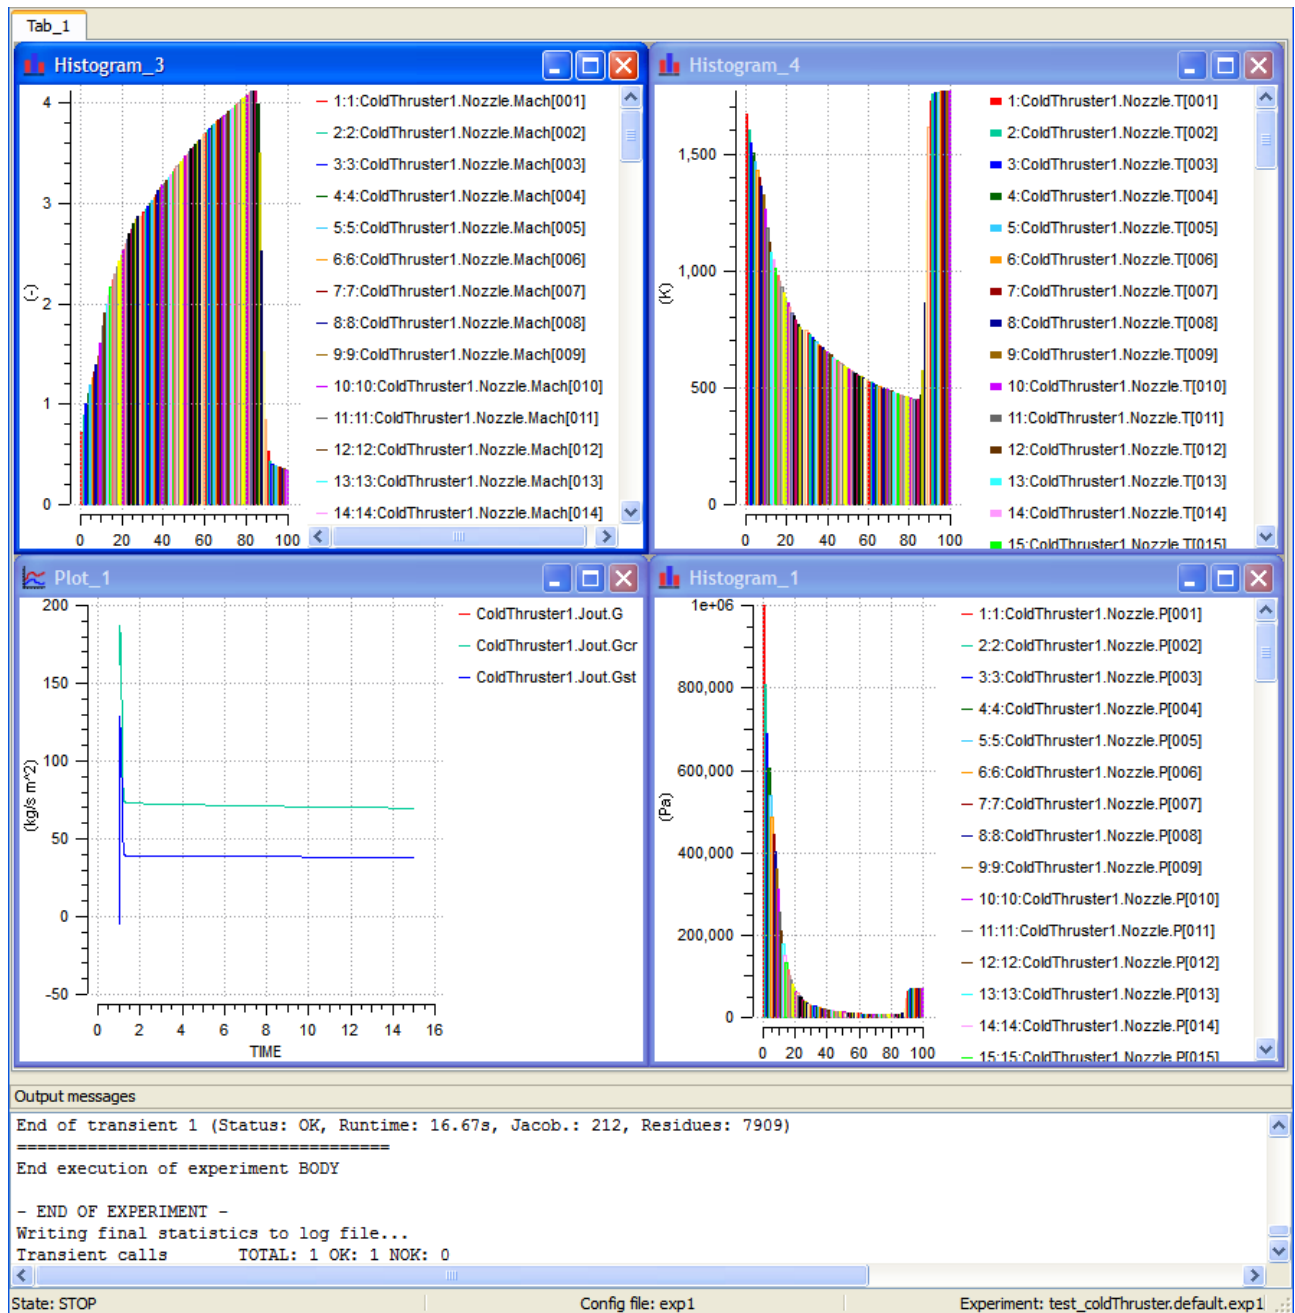 Tab_1
Histogram_3
4
3
2
1
0
(-)
0 20 40 60 80 100
1:1:ColdThruster1.Nozzle.Mach[001]
2:2:ColdThruster1.Nozzle.Mach[002]
3:3:ColdThruster1.Nozzle.Mach[003]
4:4:ColdThruster1.Nozzle.Mach[004]
5:5:ColdThruster1.Nozzle.Mach[005]
6:6:ColdThruster1.Nozzle.Mach[006]
7:7:ColdThruster1.Nozzle.Mach[007]
8:8:ColdThruster1.Nozzle.Mach[008]
9:9:ColdThruster1.Nozzle.Mach[009]
10:10:ColdThruster1.Nozzle.Mach[010]
11:11:ColdThruster1.Nozzle.Mach[011]
12:12:ColdThruster1.Nozzle.Mach[012]
13:13:ColdThruster1.Nozzle.Mach[013]
14:14:ColdThruster1.Nozzle.Mach[014]
Histogram_4
1,500
1,000
500
0
(K)
0 20 40 60 80 100
1:ColdThruster1.Nozzle.T[001]
2:ColdThruster1.Nozzle.T[002]
3:ColdThruster1.Nozzle.T[003]
4:ColdThruster1.Nozzle.T[004]
5:ColdThruster1.Nozzle.T[005]
6:ColdThruster1.Nozzle.T[006]
7:ColdThruster1.Nozzle.T[007]
8:ColdThruster1.Nozzle.T[008]
9:ColdThruster1.Nozzle.T[009]
10:ColdThruster1.Nozzle.T[010]
11:ColdThruster1.Nozzle.T[011]
12:ColdThruster1.Nozzle.T[012]
13:ColdThruster1.Nozzle.T[013]
14:ColdThruster1.Nozzle.T[014]
15:ColdThruster1.Nozzle.T[015]
Plot_1
200
150
100
50
0
-50
(kg/s m^2)
0 2 4 6 8 10 12 14 16
TIME
ColdThruster1.Jout.G
ColdThruster1.Jout.Gcr
ColdThruster1.Jout.Gst
Histogram_1
1e+06
800,000
600,000
400,000
200,000
0
(Pa)
0 20 40 60 80 100
1:1:ColdThruster1.Nozzle.P[001]
2:2:ColdThruster1.Nozzle.P[002]
3:3:ColdThruster1.Nozzle.P[003]
4:4:ColdThruster1.Nozzle.P[004]
5:5:ColdThruster1.Nozzle.P[005]
6:6:ColdThruster1.Nozzle.P[006]
7:7:ColdThruster1.Nozzle.P[007]
8:8:ColdThruster1.Nozzle.P[008]
9:9:ColdThruster1.Nozzle.P[009]
10:10:ColdThruster1.Nozzle.P[010]
11:11:ColdThruster1.Nozzle.P[011]
12:12:ColdThruster1.Nozzle.P[012]
13:13:ColdThruster1.Nozzle.P[013]
14:14:ColdThruster1.Nozzle.P[014]
15:15:ColdThruster1.Nozzle.P[015]
Output messages
End of transient 1 (Status: OK, Runtime: 16.67s, Jacob.: 212, Residues: 7909)
=====================================
End execution of experiment BODY
- END OF EXPERIMENT -
Writing final statistics to log file...
Transient calls TOTAL: 1 OK: 1 NOK: 0
State: STOP
Config file: exp1
Experiment: test_coldThruster.default.exp1